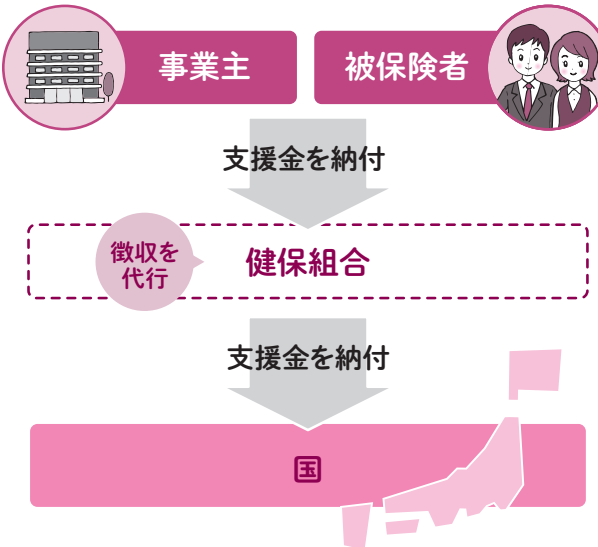 事業主
被保険者
支援金を納付
徴収を
代行
健保組合
支援金を納付
国